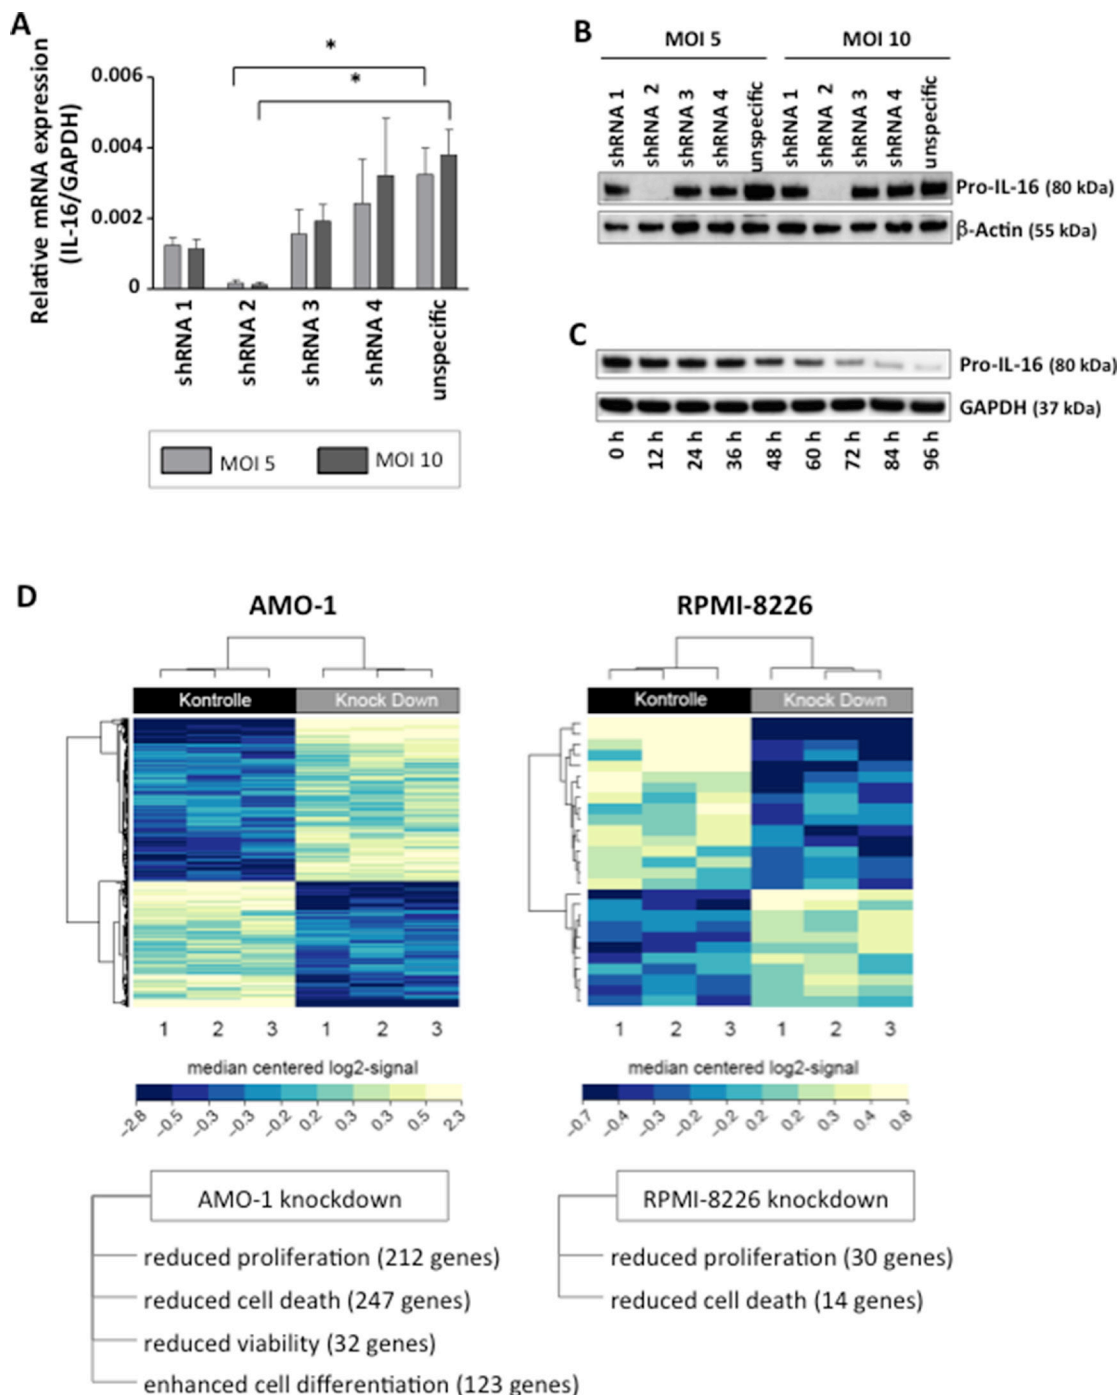 A
Relative mRNA expression
(IL-16/GAPDH)
0.006
0.004
0.002
0
*
*
shRNA 1
shRNA 2
shRNA 3
shRNA 4
unspecific
MOI 5
MOI 10
B
MOI 5
MOI 10
shRNA 1
shRNA 2
shRNA 3
shRNA 4
unspecific
shRNA 1
shRNA 2
shRNA 3
shRNA 4
unspecific
Pro-IL-16 (80 kDa)
β-Actin (55 kDa)
C
Pro-IL-16 (80 kDa)
GAPDH (37 kDa)
0 h
12 h
24 h
36 h
48 h
60 h
72 h
84 h
96 h
D
AMO-1
Kontrolle
Knock Down
1 2 3 1 2 3
median centered log2-signal
−2.8 −0.5 −0.3 −0.3 −0.2 0.2 0.3 0.3 0.5 2.3
AMO-1 knockdown
reduced proliferation (212 genes)
reduced cell death (247 genes)
reduced viability (32 genes)
enhanced cell differentiation (123 genes)
RPMI-8226
Kontrolle
Knock Down
1 2 3 1 2 3
median centered log2-signal
−0.7 −0.4 −0.3 −0.2 0.2 0.2 0.3 0.4 0.8
RPMI-8226 knockdown
reduced proliferation (30 genes)
reduced cell death (14 genes)